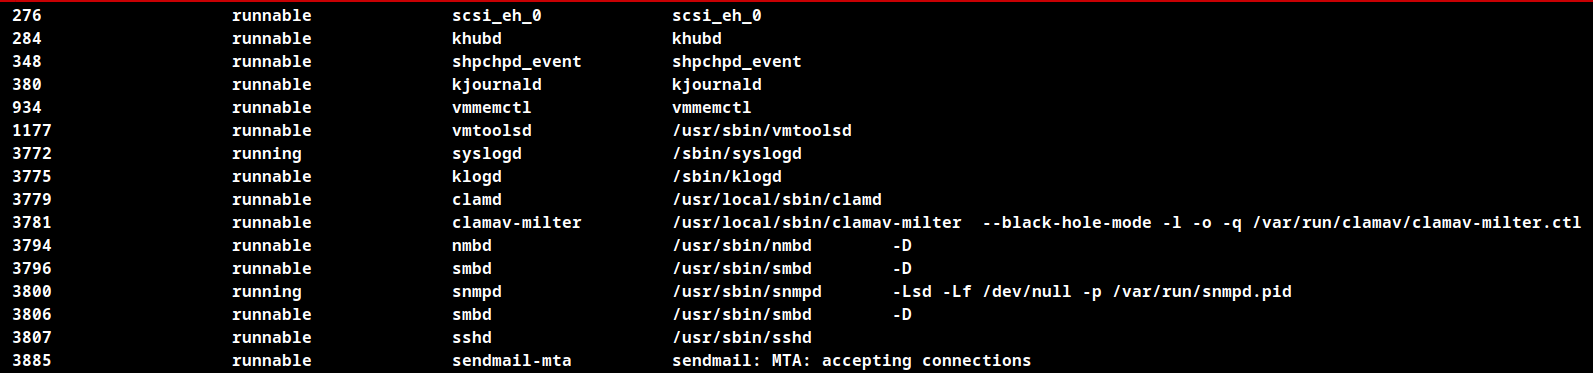 276 runnable scsi_eh_0 scsi_eh_0
284 runnable khubd khubd
348 runnable shpchpd_event shpchpd_event
380 runnable kjournald kjournald
934 runnable vmmemctl vmmemctl
1177 runnable vmtoolsd /usr/sbin/vmtoolsd
3772 running syslogd /sbin/syslogd
3775 runnable klogd /sbin/klogd
3779 runnable clamd /usr/local/sbin/clamd
3781 runnable clamav-milter /usr/local/sbin/clamav-milter --black-hole-mode -l -o -q /var/run/clamav/clamav-milter.ctl
3794 runnable nmbd /usr/sbin/nmbd -D
3796 runnable smbd /usr/sbin/smbd -D
3800 running snmpd /usr/sbin/snmpd -Lsd -Lf /dev/null -p /var/run/snmpd.pid
3806 runnable smbd /usr/sbin/smbd -D
3807 runnable sshd /usr/sbin/sshd
3885 runnable sendmail-mta sendmail: MTA: accepting connections